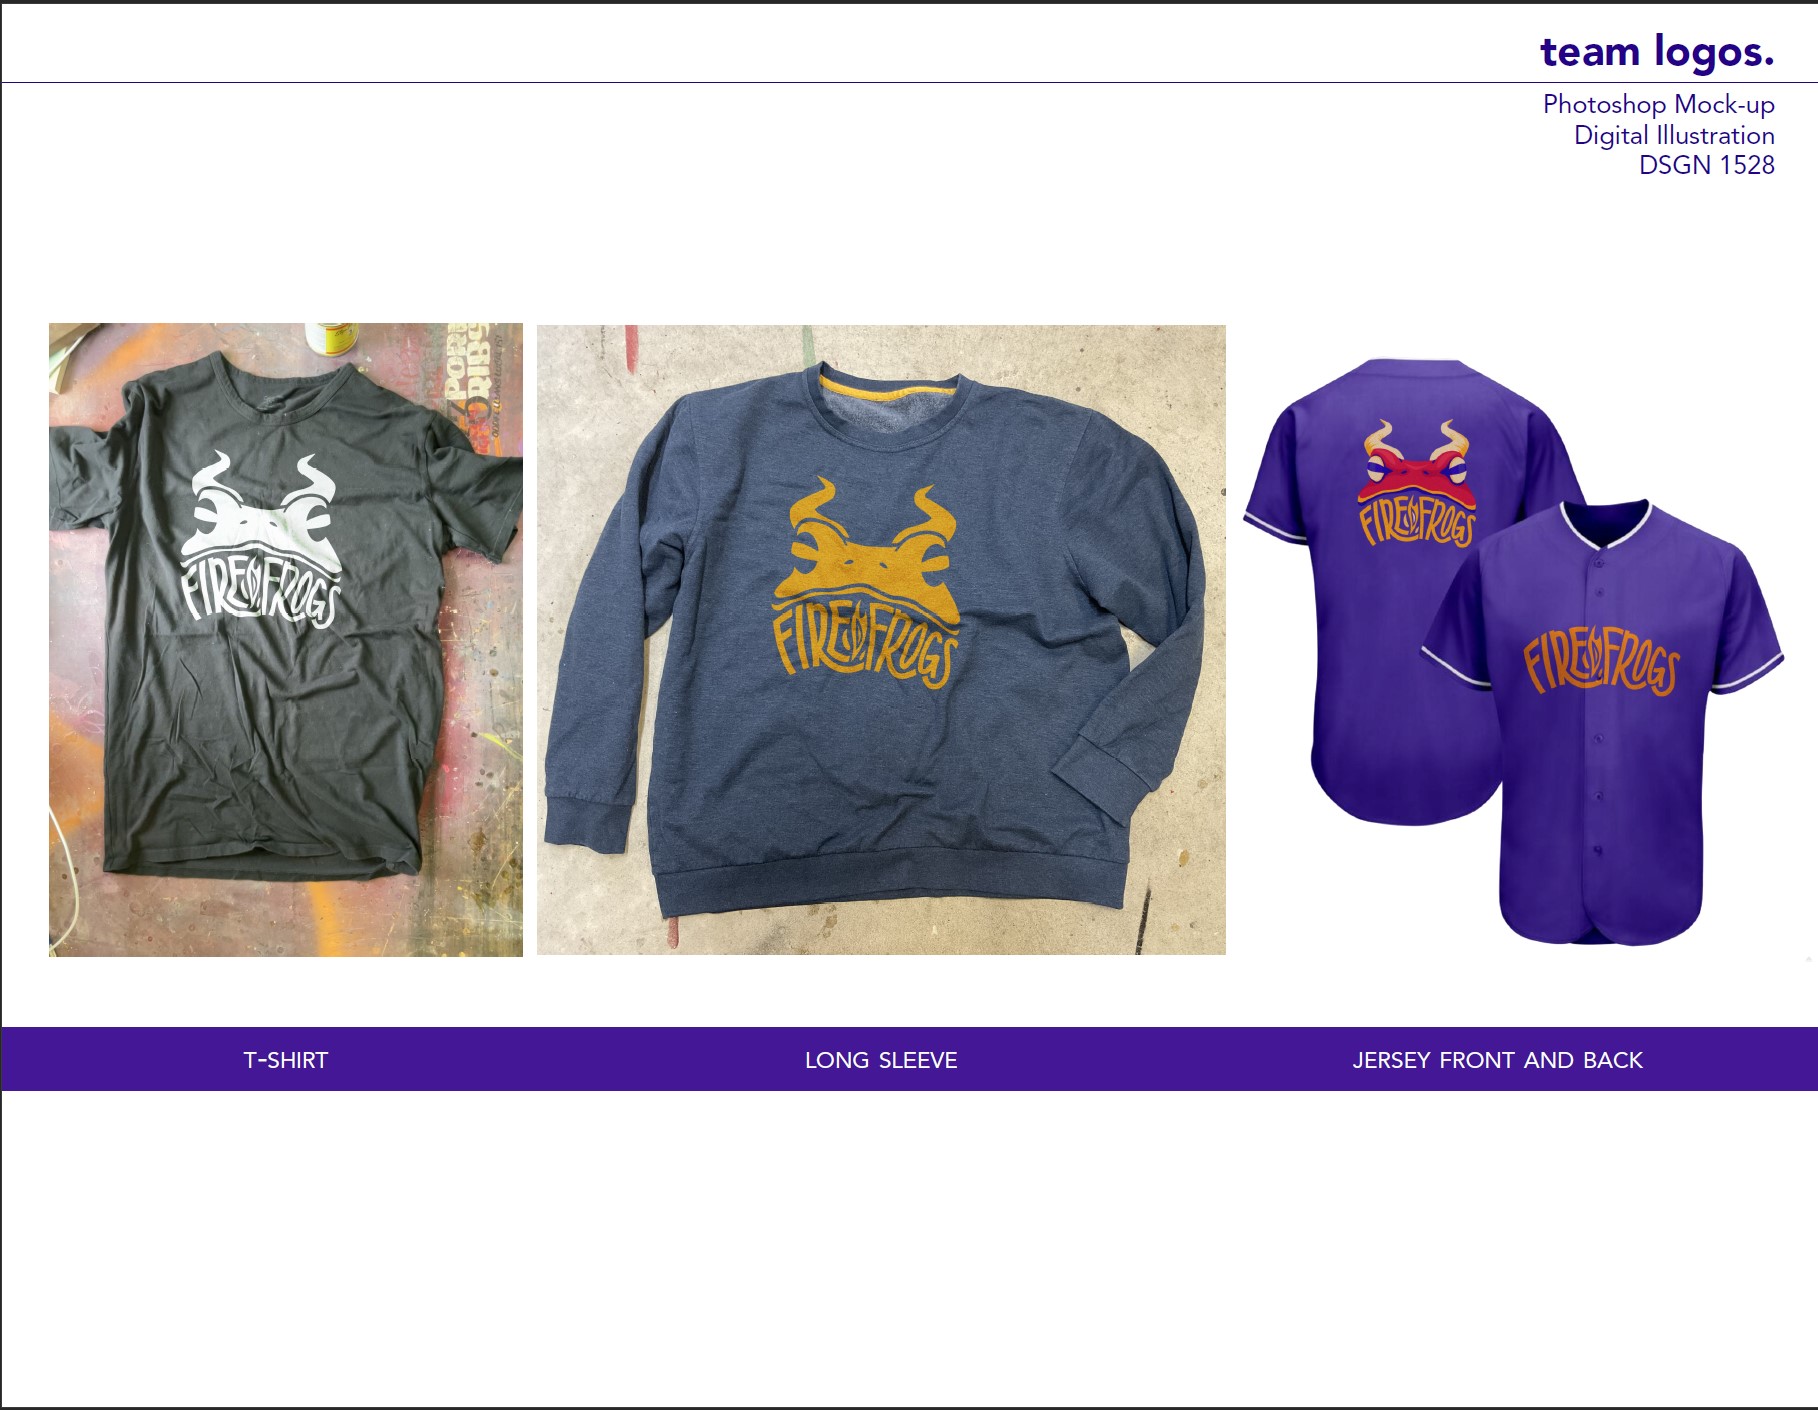 team logos.
Photoshop Mock-up
Digital Illustration
DSGN 1528
FIRE FROGS
FIRE FROGS
FIRE FROGS
FIRE FROGS
T-SHIRT
LONG SLEEVE
JERSEY FRONT AND BACK